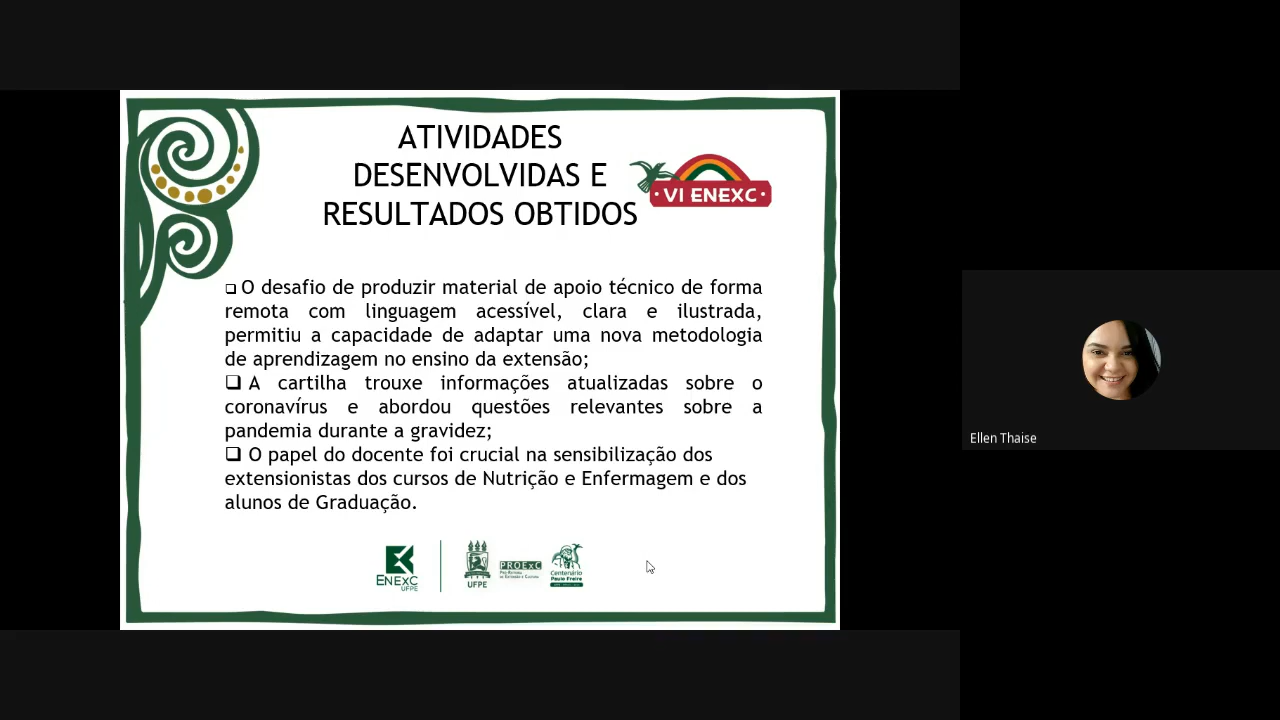 ATIVIDADES
DESENVOLVIDAS E
RESULTADOS OBTIDOS
• VI ENEXC •
❑ O desafio de produzir material de apoio técnico de forma
remota com linguagem acessível, clara e ilustrada,
permitiu a capacidade de adaptar uma nova metodologia
de aprendizagem no ensino da extensão;
❑ A cartilha trouxe informações atualizadas sobre o
coronavírus e abordou questões relevantes sobre a
pandemia durante a gravidez;
❑ O papel do docente foi crucial na sensibilização dos
extensionistas dos cursos de Nutrição e Enfermagem e dos
alunos de Graduação.
Ellen Thaise
ENEXC
UFPE
UFPE
PROEXC
Centenário
Paulo Freire